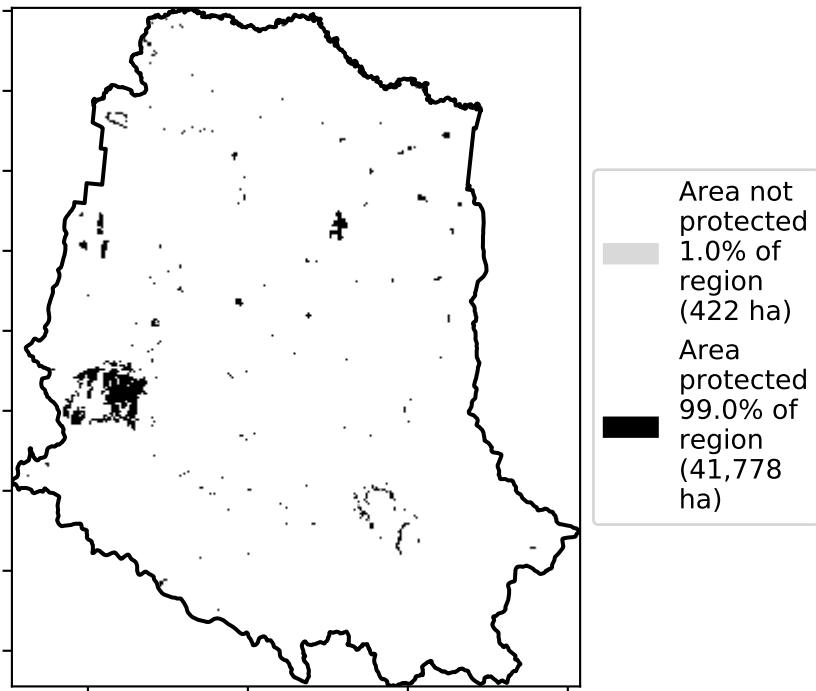 Area not
protected
1.0% of
region
(422 ha)
Area
protected
99.0% of
region
(41,778
ha)